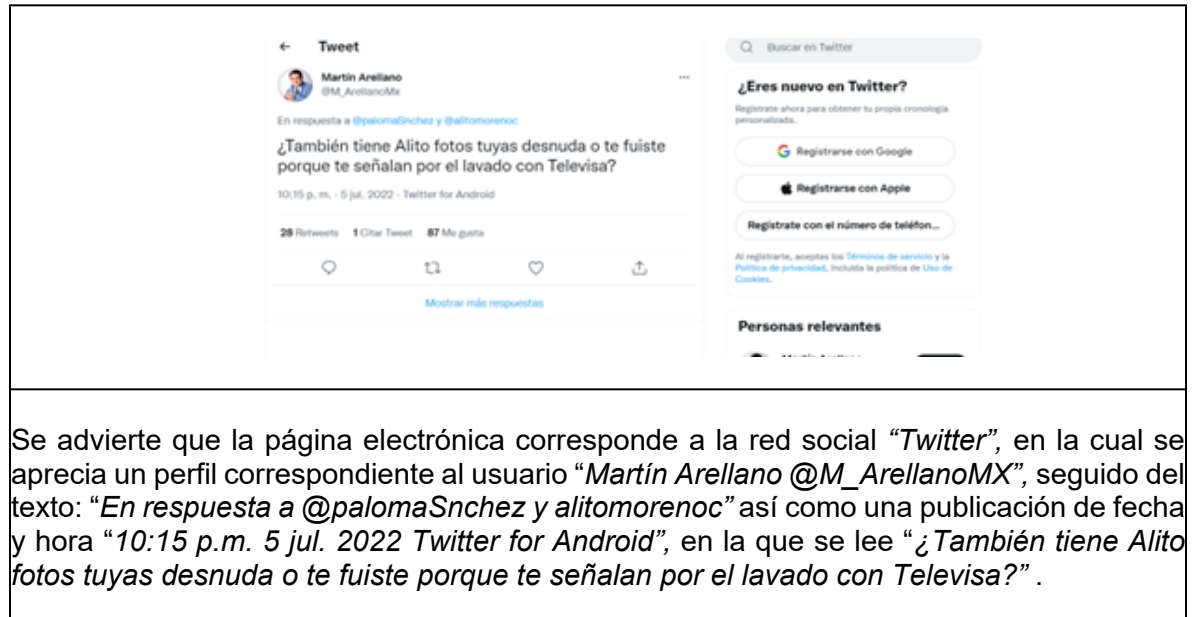 ← Tweet
Martín Arellano
@M_ArellanoMx
En respuesta a @palomaSnchez y @alitomorenoc
¿También tiene Alito fotos tuyas desnuda o te fuiste
porque te señalan por el lavado con Televisa?
10:15 p. m. · 5 jul. 2022 · Twitter for Android
28 Retweets 1 Citar Tweet 87 Me gusta
Mostrar más respuestas
Buscar en Twitter
¿Eres nuevo en Twitter?
Regístrate ahora para obtener tu propia cronología
personalizada.
Registrarse con Google
Registrarse con Apple
Regístrate con el número de teléfon...
Al registrarte, aceptas los Términos de servicio y la
Política de privacidad, incluida la política de Uso de
Cookies.
Personas relevantes
Se advierte que la página electrónica corresponde a la red social “Twitter”, en la cual se
aprecia un perfil correspondiente al usuario “Martín Arellano @M_ArellanoMX”, seguido del
texto: “En respuesta a @palomaSnchez y alitomorenoc” así como una publicación de fecha
y hora “10:15 p.m. 5 jul. 2022 Twitter for Android”, en la que se lee “¿También tiene Alito
fotos tuyas desnuda o te fuiste porque te señalan por el lavado con Televisa?” .